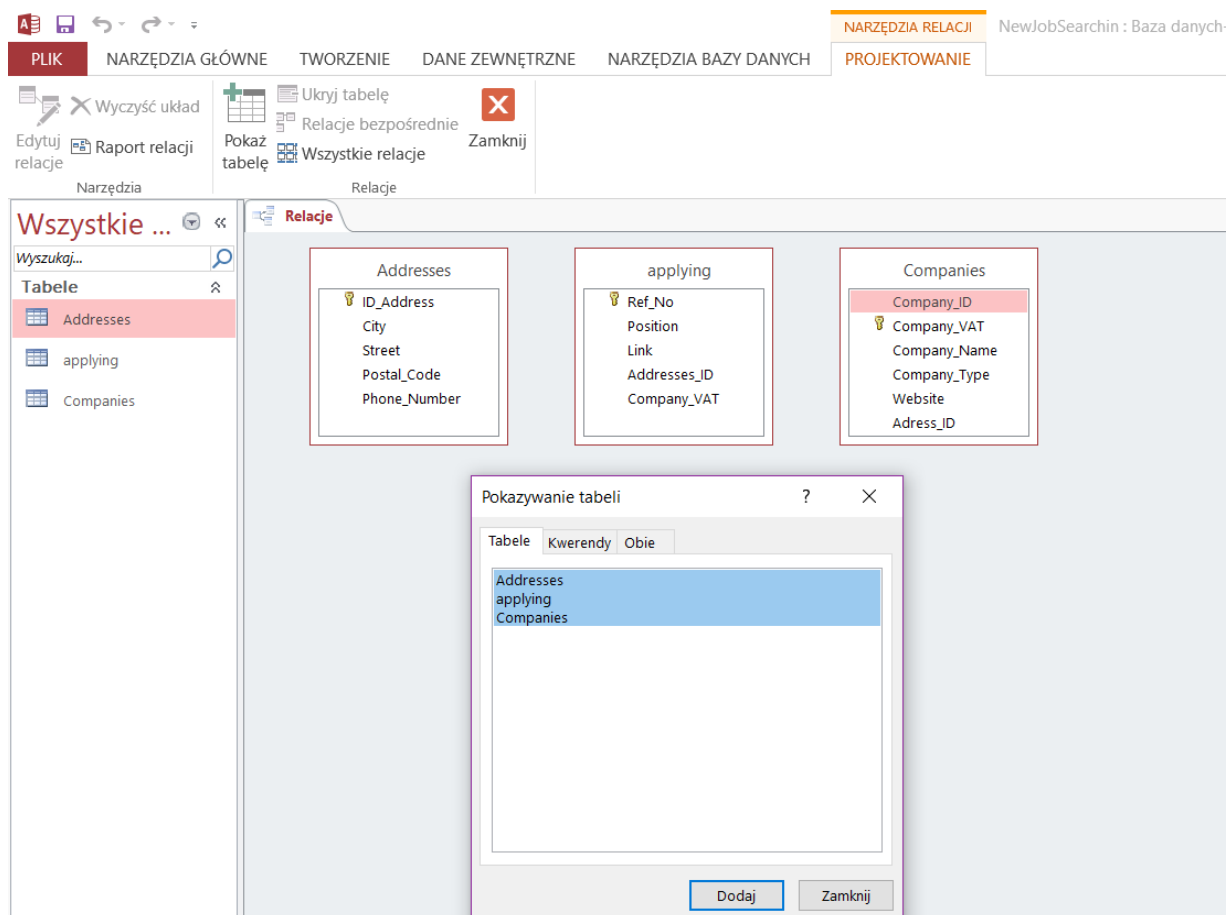 NARZĘDZIA RELACJI
NewJobSearchin : Baza danych-
PLIK
NARZĘDZIA GŁÓWNE
TWORZENIE
DANE ZEWNĘTRZNE
NARZĘDZIA BAZY DANYCH
PROJEKTOWANIE
Edytuj
relacje
Wyczyść układ
Raport relacji
Narzędzia
Pokaż
tabelę
Ukryj tabelę
Relacje bezpośrednie
Wszystkie relacje
Zamknij
Relacje
Wszystkie ...
Wyszukaj...
Tabele
Addresses
applying
Companies
Relacje
Addresses
ID_Address
City
Street
Postal_Code
Phone_Number
applying
Ref_No
Position
Link
Addresses_ID
Company_VAT
Companies
Company_ID
Company_VAT
Company_Name
Company_Type
Website
Adress_ID
Pokazywanie tabeli
?
Tabele
Kwerendy
Obie
Addresses
applying
Companies
Dodaj
Zamknij